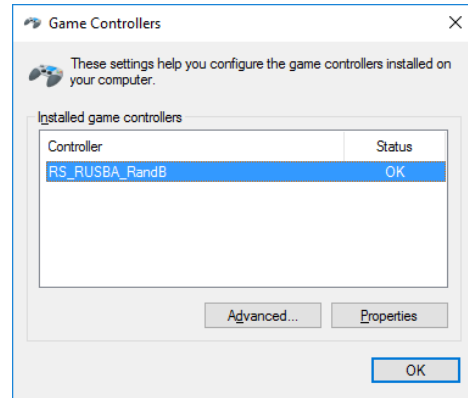 Game Controllers
These settings help you configure the game controllers installed on
your computer.
Installed game controllers
Controller Status
RS_RUSBA_RandB OK
Advanced... Properties
OK